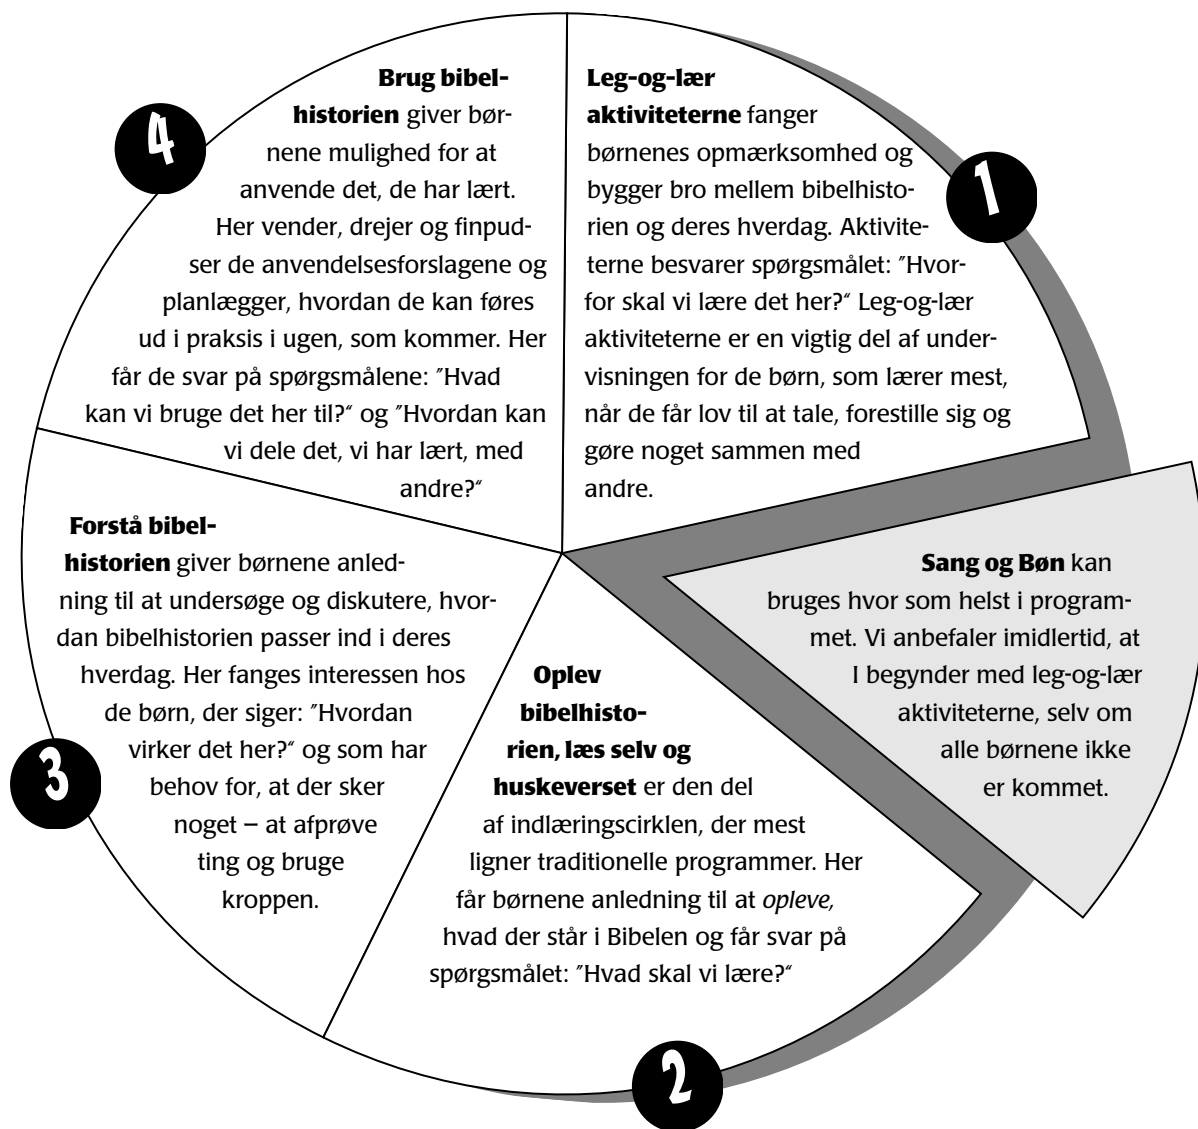 1
Leg-og-lær
aktiviteterne fanger
børnenes opmærksomhed og
bygger bro mellem bibelhisto-
rien og deres hverdag. Aktivite-
terne besvarer spørgsmålet: ”Hvor-
for skal vi lære det her?“ Leg-og-lær
aktiviteterne er en vigtig del af under-
visningen for de børn, som lærer mest,
når de får lov til at tale, forestille sig og
gøre noget sammen med
andre.
Sang og Bøn kan
bruges hvor som helst i program-
met. Vi anbefaler imidlertid, at
I begynder med leg-og-lær
aktiviteterne, selv om
alle børnene ikke
er kommet.
2
Oplev
bibelhisto-
rien, læs selv og
huskeverset er den del
af indlæringscirklen, der mest
ligner traditionelle programmer. Her
får børnene anledning til at opleve,
hvad der står i Bibelen og får svar på
spørgsmålet: ”Hvad skal vi lære?“
3
Forstå bibel-
historien giver børnene anled-
ning til at undersøge og diskutere, hvor-
dan bibelhistorien passer ind i deres
hverdag. Her fanges interessen hos
de børn, der siger: ”Hvordan
virker det her?“ og som har
behov for, at der sker
noget – at afprøve
ting og bruge
kroppen.
4
Brug bibel-
historien giver bør-
nene mulighed for at
anvende det, de har lært.
Her vender, drejer og finpud-
ser de anvendelsesforslagene og
planlægger, hvordan de kan føres
ud i praksis i ugen, som kommer. Her
får de svar på spørgsmålene: ”Hvad
kan vi bruge det her til?“ og ”Hvordan kan
vi dele det, vi har lært, med
andre?“